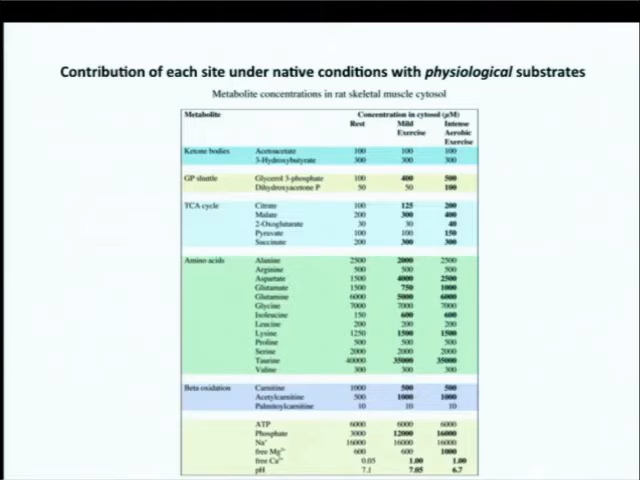 Contribution of each site under native conditions with physiological substrates
Metabolite concentrations in rat skeletal muscle cytosol
Metabolite Concentration in cytosol (µM)
Rest Mild Exercise Intense Aerobic Exercise
Ketone bodies Acetoacetate 100 100 100
3-Hydroxybutyrate 300 300 300
GP shuttle Glycerol 3-phosphate 100 400 500
Dihydroxyacetone P 50 50 100
TCA cycle Citrate 100 125 200
Malate 200 300 400
2-Oxoglutarate 30 30 40
Pyruvate 100 100 150
Succinate 200 300 300
Amino acids Alanine 2500 2000 2500
Arginine 500 500 500
Aspartate 1500 4000 2500
Glutamate 1500 750 1000
Glutamine 6000 5000 6000
Glycine 7000 7000 7000
Isoleucine 150 600 600
Leucine 200 200 200
Lysine 1250 1500 1500
Proline 500 500 500
Serine 2000 2000 2000
Taurine 40000 35000 35000
Valine 300 300 300
Beta oxidation Carnitine 1000 500 500
Acetylcarnitine 500 1000 1000
Palmitoylcarnitine 10 10 10
ATP 6000 6000 6000
Phosphate 3000 12000 16000
Na⁺ 16000 16000 16000
free Mg²⁺ 600 600 1000
free Ca²⁺ 0.05 1.00 1.00
pH 7.1 7.05 6.7